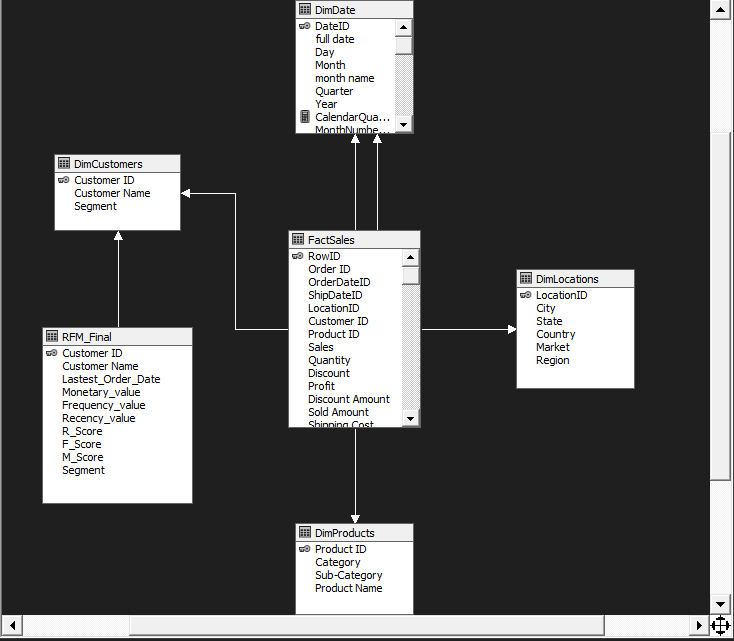 DimDate
DateID
full date
Day
Month
month name
Quarter
Year
CalendarQua...
MonthNumbe...
DimCustomers
Customer ID
Customer Name
Segment
FactSales
RowID
Order ID
OrderDateID
ShipDateID
LocationID
Customer ID
Product ID
Sales
Quantity
Discount
Profit
Discount Amount
Sold Amount
Shipping Cost
DimLocations
LocationID
City
State
Country
Market
Region
RFM_Final
Customer ID
Customer Name
Lastest_Order_Date
Monetary_value
Frequency_value
Recency_value
R_Score
F_Score
M_Score
Segment
DimProducts
Product ID
Category
Sub-Category
Product Name